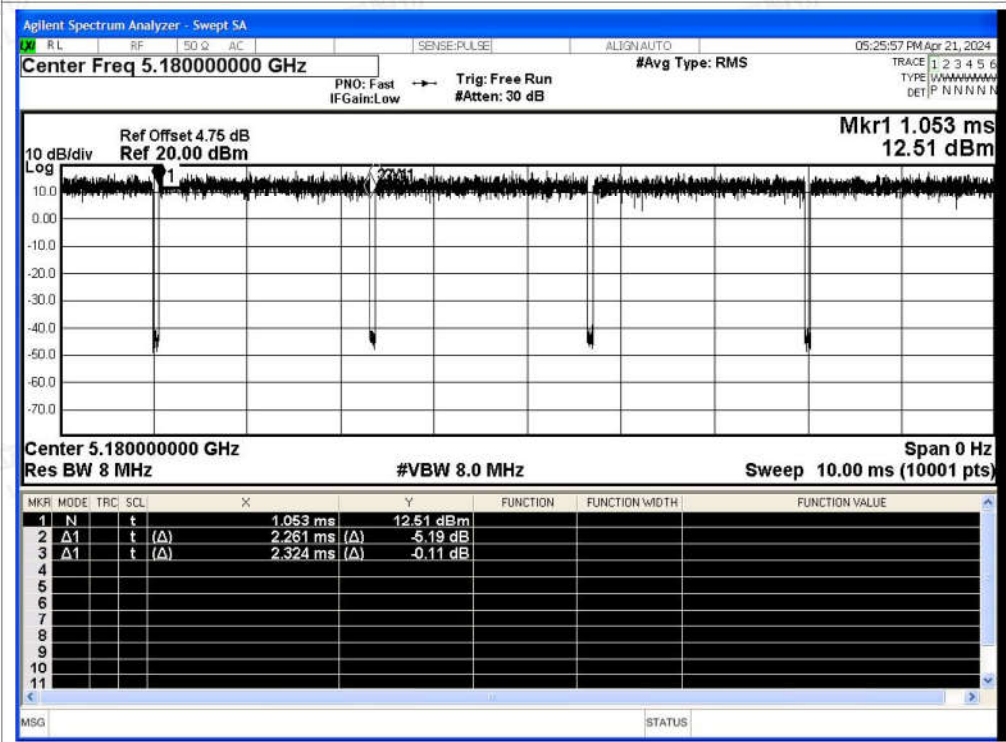 Agilent Spectrum Analyzer - Swept SA
LXI RL RF 50 Ω AC SENSE:PULSE ALIGN AUTO 05:25:57 PM Apr 21, 2024
Center Freq 5.180000000 GHz #Avg Type: RMS TRACE 1 2 3 4 5 6
PNO: Fast Trig: Free Run TYPE
IFGain:Low #Atten: 30 dB DET P N N N N N
Mkr1 1.053 ms
Ref Offset 4.75 dB
10 dB/div Ref 20.00 dBm 12.51 dBm
Log
1
10.0
0.00
-10.0
-20.0
-30.0
-40.0
-50.0
-60.0
-70.0
Center 5.180000000 GHz Span 0 Hz
Res BW 8 MHz #VBW 8.0 MHz Sweep 10.00 ms (10001 pts)
MKR MODE TRC SCL X Y FUNCTION FUNCTION WIDTH FUNCTION VALUE
1 N t 1.053 ms 12.51 dBm
2 Δ1 t (Δ) 2.261 ms (Δ) -5.19 dB
3 Δ1 t (Δ) 2.324 ms (Δ) -0.11 dB
4
5
6
7
8
9
10
11
MSG STATUS